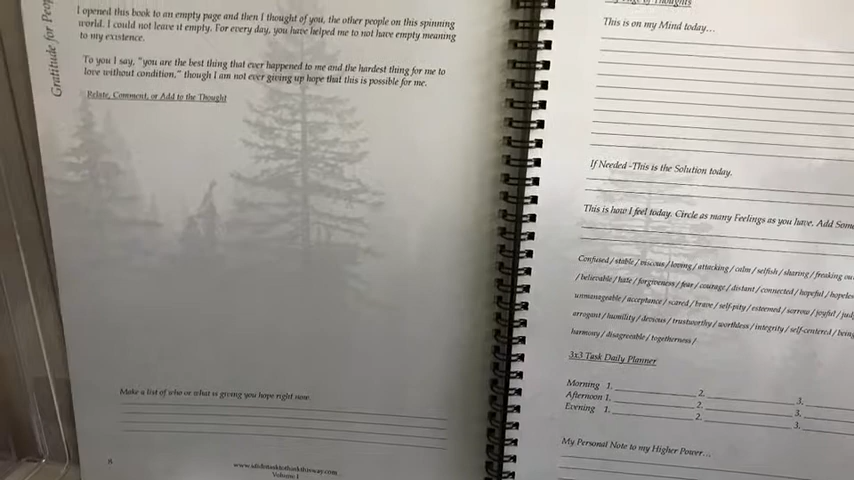 Gratitude for Peop
I opened this book to an empty page and then I thought of you, the other people on this spinning
world. I could not leave it empty. For every day, you have helped me to not have empty meaning
to my existence.
To you I say, "you are the best thing that ever happened to me and the hardest thing for me to
love without condition," though I am not ever giving up hope that this is possible for me.
Relate, Comment, or Add to the Thought
Make a list of who or what is giving you hope right now.
8
Volume 1
Page of Thoughts
This is on my Mind today...
If Needed -This is the Solution today.
This is how I feel today. Circle as many Feelings as you have. Add Som
Confused / stable / viscous / loving / attacking / calm / selfish / sharing / freaking ou
/ believable / hate / forgiveness / fear / courage / distant / connected / hopeful / hopeles
unmanageable / acceptance / scared / brave / self-pity / esteemed / sorrow / joyful / jud
arrogant / humility / devious / trustworthy / worthless / integrity / self-centered / being
harmony / disagreeable / togetherness /
3x3 Task Daily Planner
Morning 1. 2. 3.
Afternoon 1. 2. 3.
Evening 1. 2. 3.
My Personal Note to my Higher Power...